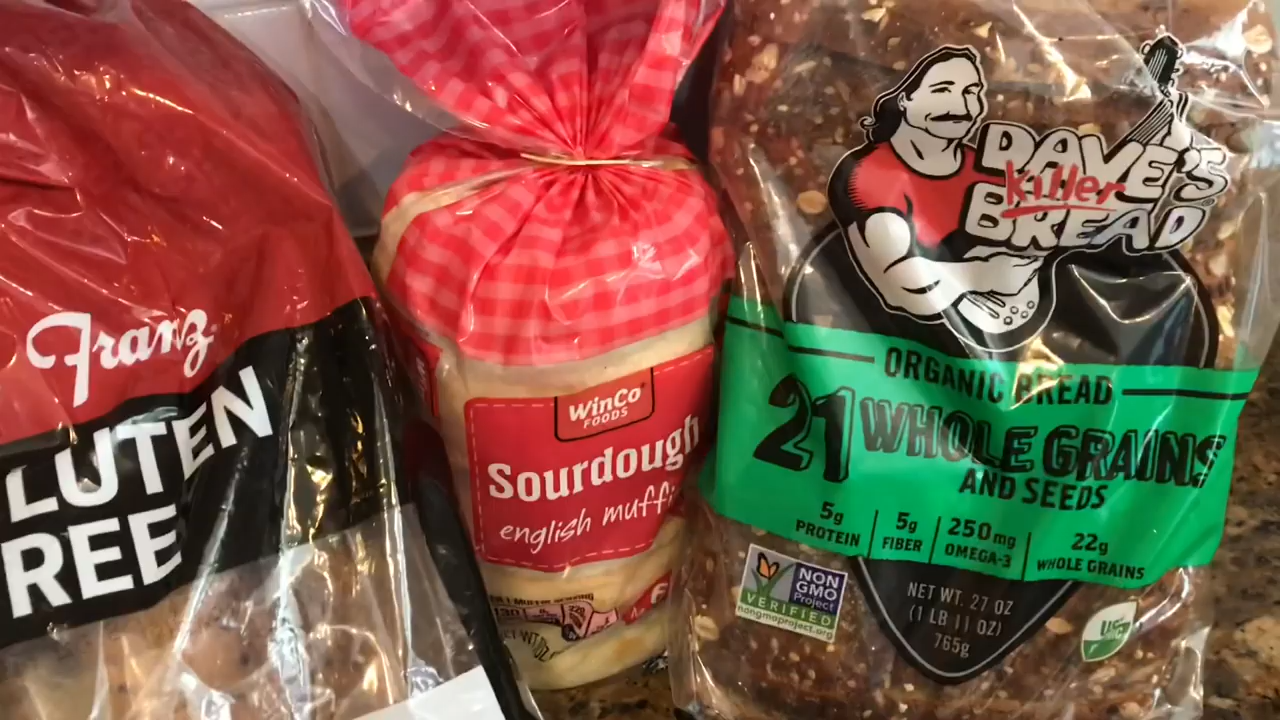 Franz
LUTEN
REE
WinCo
FOODS
Sourdough
english muffi
DAVE'S
Killer
BREAD
ORGANIC BREAD
21 WHOLE GRAINS
AND SEEDS
5g
PROTEIN
5g
FIBER
250mg
OMEGA-3
22g
WHOLE GRAINS
NON
GMO
Project
VERIFIED
nongmoproject.org
NET WT. 27 OZ
(1 LB 11 OZ)
765g